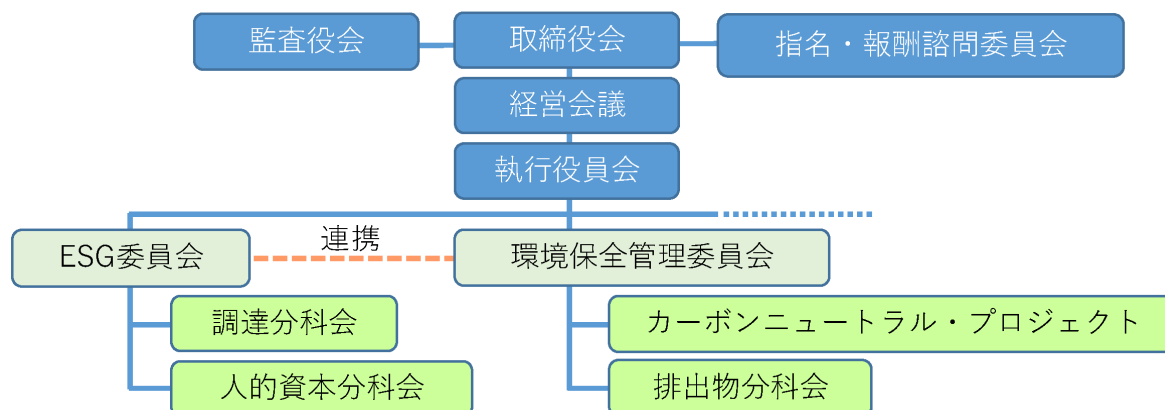 監査役会
取締役会
指名・報酬諮問委員会
経営会議
執行役員会
ESG委員会
連携
環境保全管理委員会
調達分科会
カーボンニュートラル・プロジェクト
人的資本分科会
排出物分科会